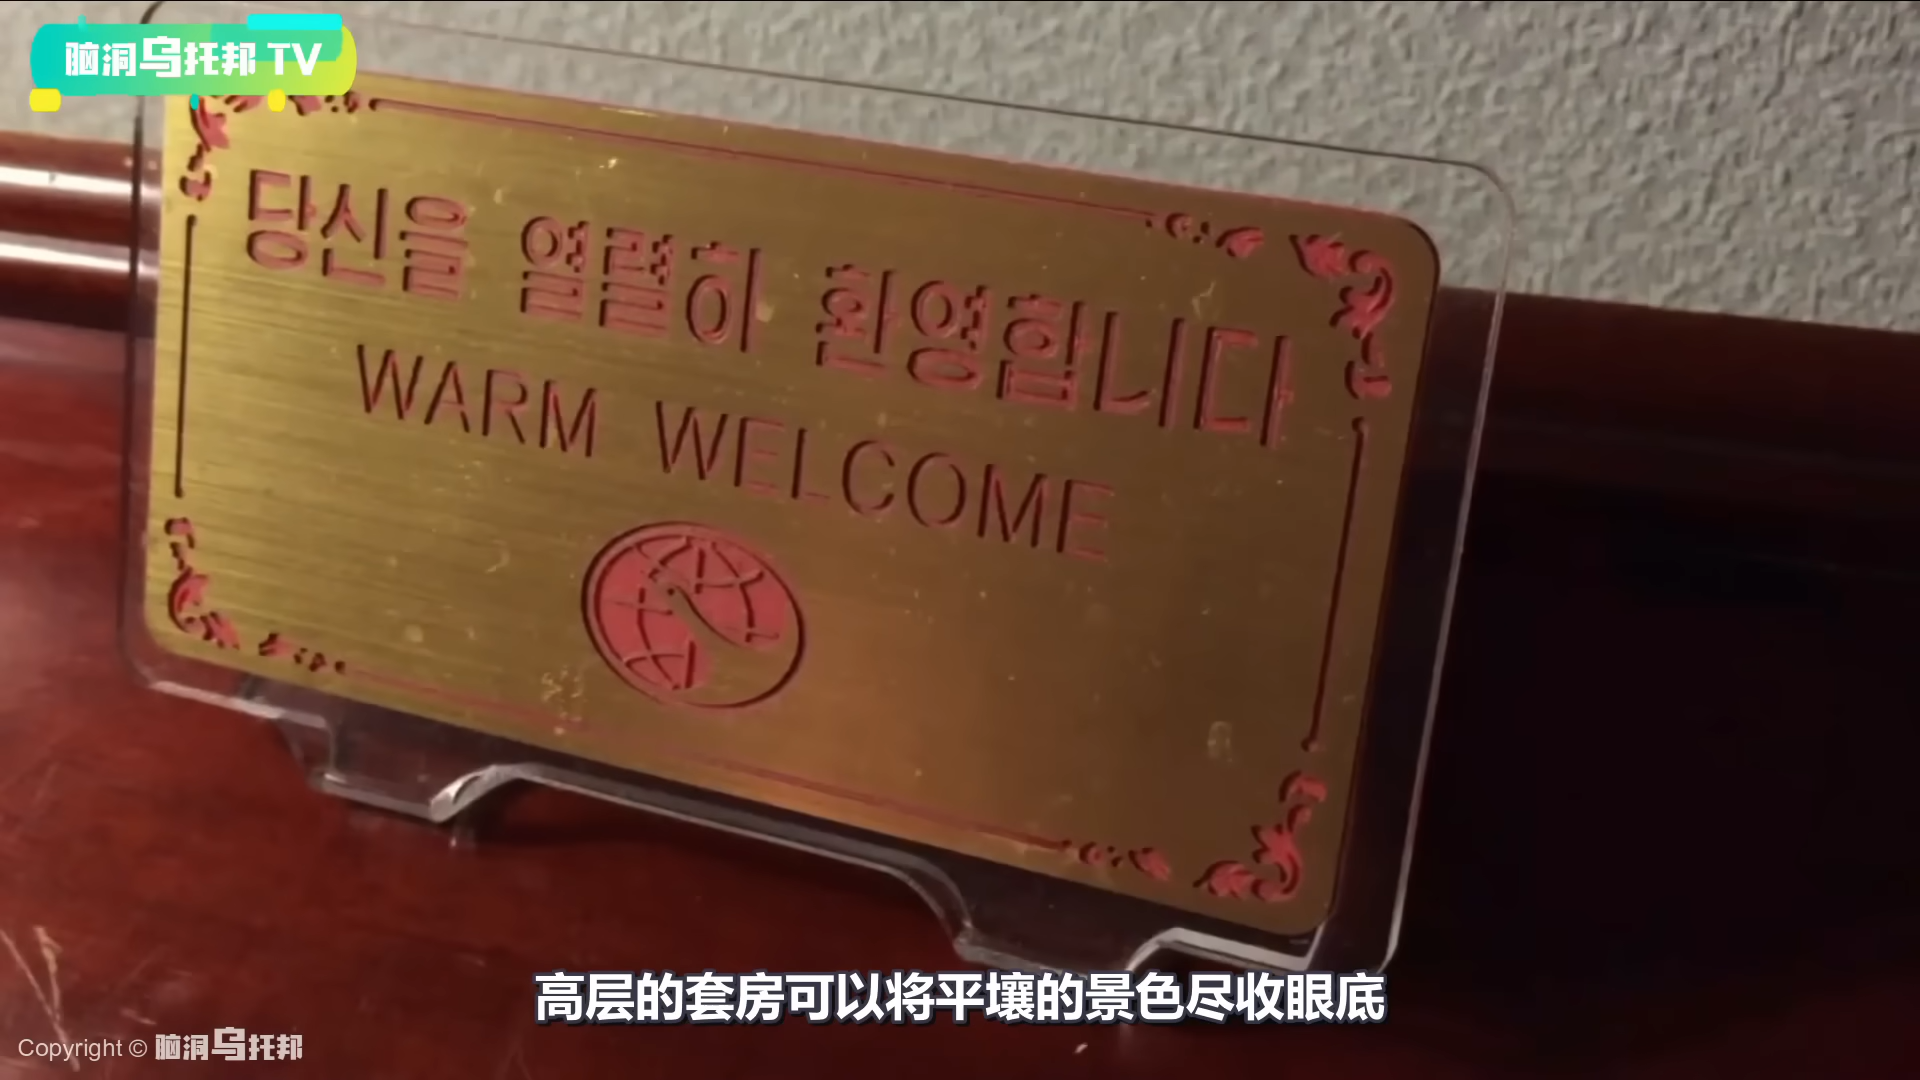 脑洞乌托邦 TV
당신을 열렬히 환영합니다
WARM WELCOME
高层的套房可以将平壤的景色尽收眼底
Copyright © 脑洞乌托邦